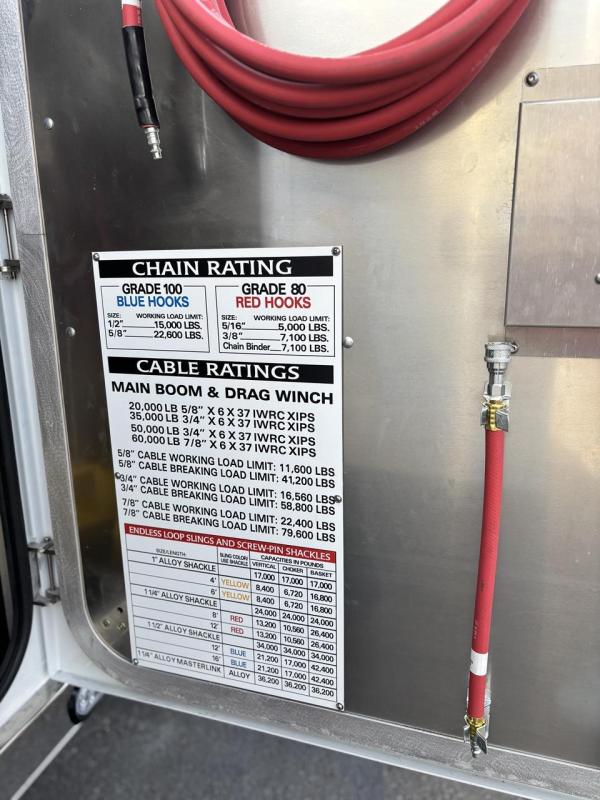 CHAIN RATING
GRADE 100
BLUE HOOKS
SIZE: WORKING LOAD LIMIT:
1/2" 15,000 LBS.
5/8" 22,600 LBS.
GRADE 80
RED HOOKS
SIZE: WORKING LOAD LIMIT:
5/16" 5,000 LBS.
3/8" 7,100 LBS.
Chain Binder 7,100 LBS.
CABLE RATINGS
MAIN BOOM & DRAG WINCH
20,000 LB 5/8" X 6 X 37 IWRC XIPS
35,000 LB 3/4" X 6 X 37 IWRC XIPS
50,000 LB 3/4" X 6 X 37 IWRC XIPS
60,000 LB 7/8" X 6 X 37 IWRC XIPS
5/8" CABLE WORKING LOAD LIMIT: 11,600 LBS
5/8" CABLE BREAKING LOAD LIMIT: 41,200 LBS
3/4" CABLE WORKING LOAD LIMIT: 16,560 LBS
3/4" CABLE BREAKING LOAD LIMIT: 58,800 LBS
7/8" CABLE WORKING LOAD LIMIT: 22,400 LBS
7/8" CABLE BREAKING LOAD LIMIT: 79,600 LBS
ENDLESS LOOP SLINGS AND SCREW-PIN SHACKLES
SIZE/LENGTH: SLING COLOR/ USE SHACKLE CAPACITIES IN POUNDS
VERTICAL CHOKER BASKET
1" ALLOY SHACKLE 17,000 17,000 17,000
4' YELLOW 8,400 6,720 16,800
6' YELLOW 8,400 6,720 16,800
1 1/4" ALLOY SHACKLE 24,000 24,000 24,000
8' RED 13,200 10,560 26,400
12' RED 13,200 10,560 26,400
1 1/2" ALLOY SHACKLE 34,000 34,000 34,000
12' BLUE 21,200 17,000 42,400
16' BLUE 21,200 17,000 42,400
1 1/4" ALLOY MASTERLINK ALLOY 36,200 36,200 36,200